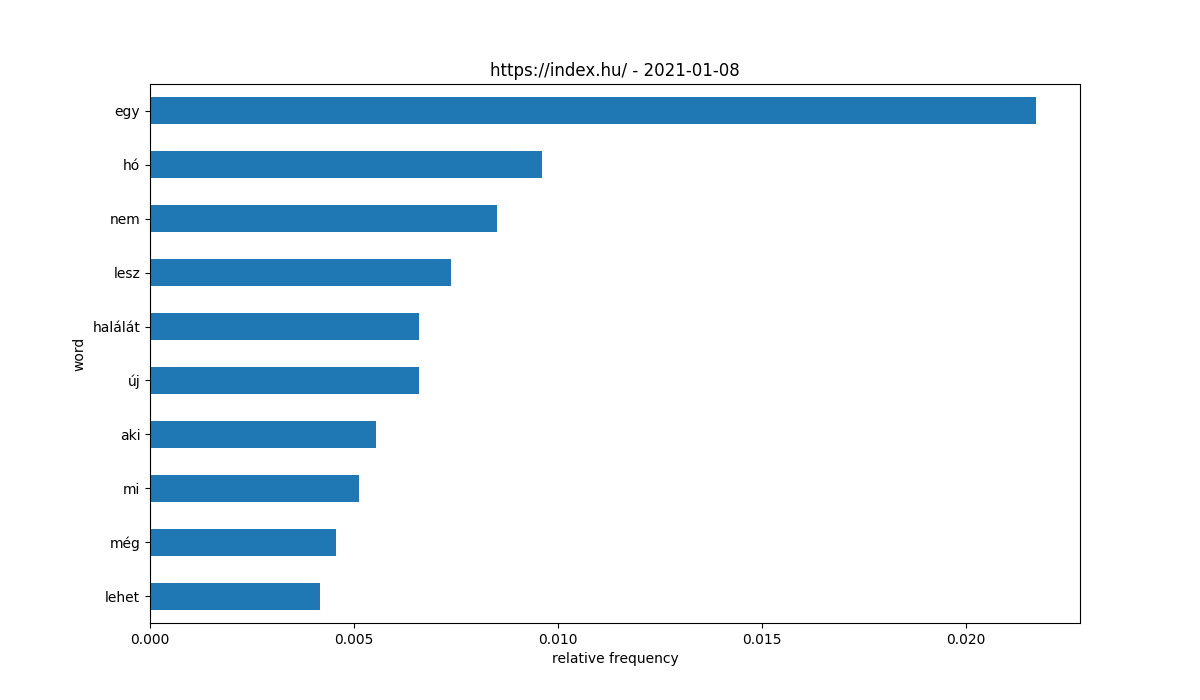 https://index.hu/ - 2021-01-08
egy
hó
nem
lesz
halálát
új
aki
mi
még
lehet
word
0.000 0.005 0.010 0.015 0.020
relative frequency